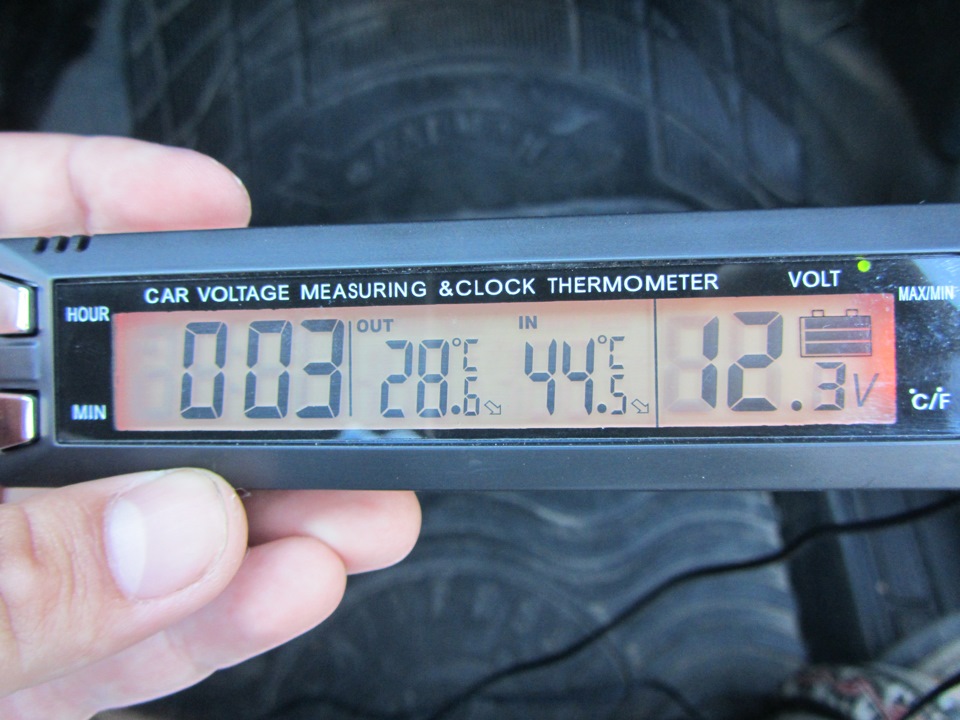 CAR VOLTAGE MEASURING &CLOCK THERMOMETER VOLT
HOUR MAX/MIN
003 OUT 28.6 °C IN 44.5 °C 12.3V
MIN °C/°F